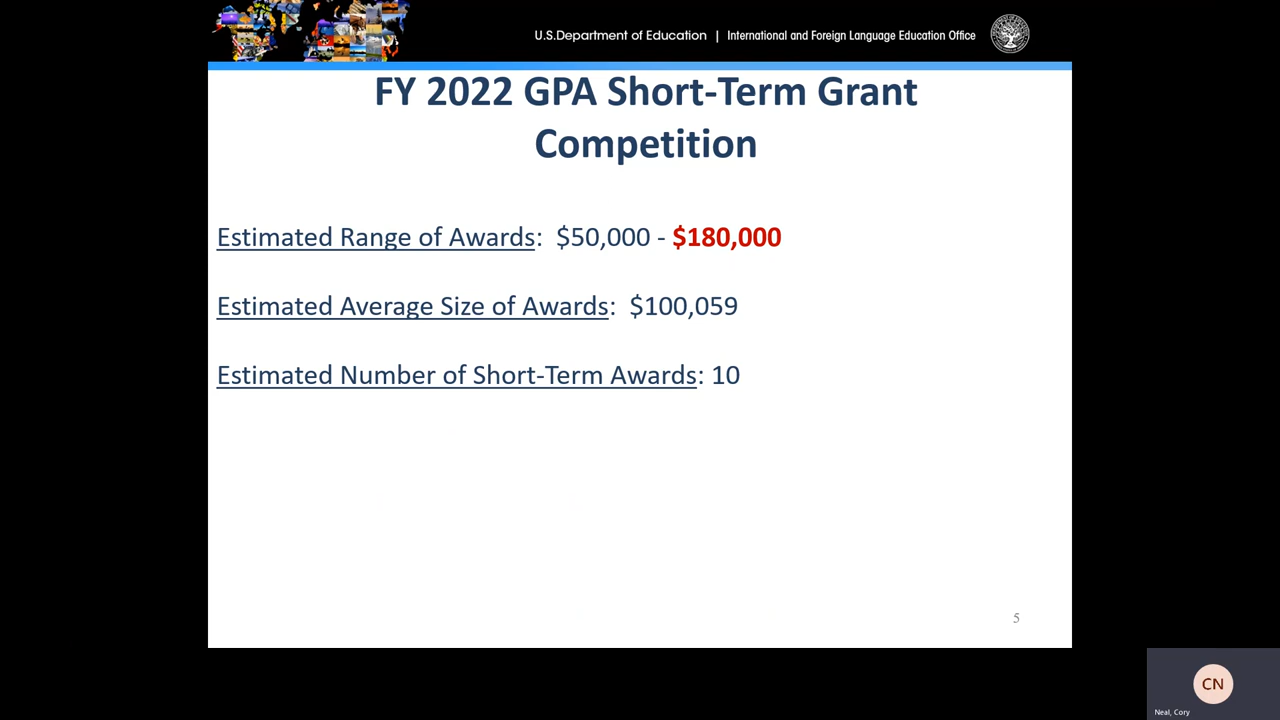 U.S.Department of Education | International and Foreign Language Education Office
FY 2022 GPA Short-Term Grant
Competition
Estimated Range of Awards: $50,000 - $180,000
Estimated Average Size of Awards: $100,059
Estimated Number of Short-Term Awards: 10
5
CN
Neal, Cory